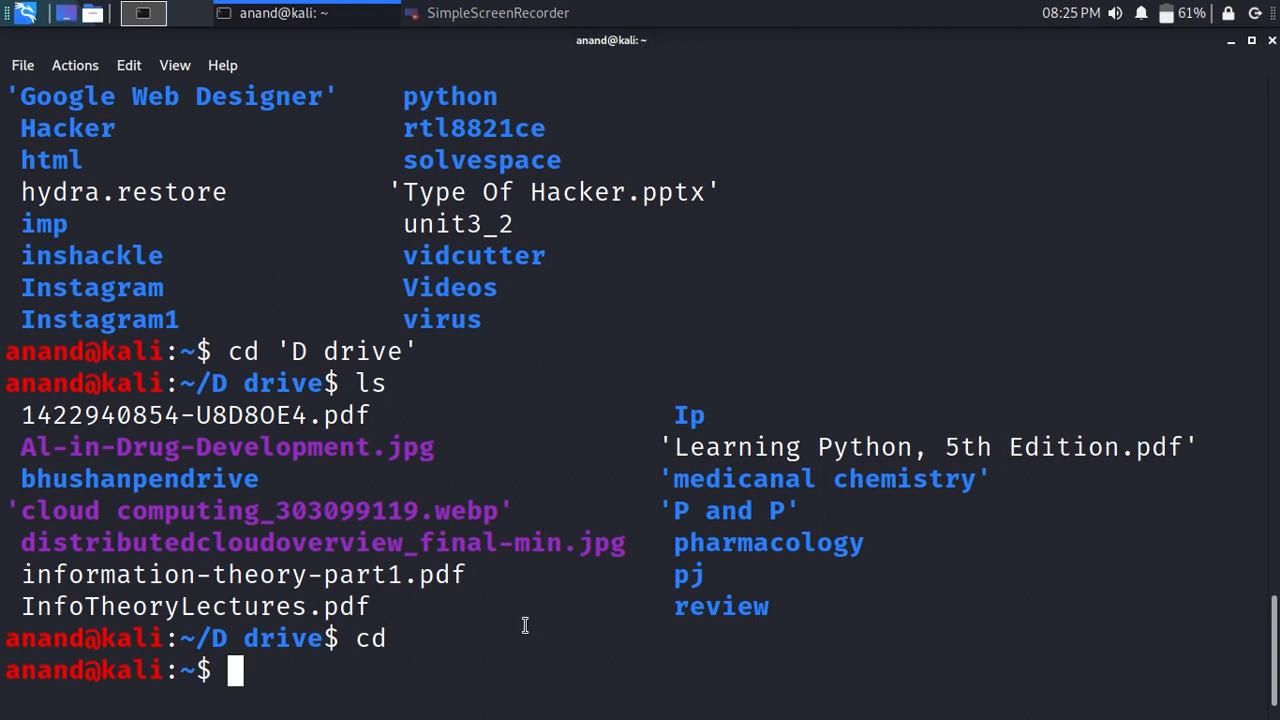 anand@kali: ~
SimpleScreenRecorder
08:25 PM
61%
anand@kali: ~
File Actions Edit View Help
'Google Web Designer' python
Hacker rtl8821ce
html solvespace
hydra.restore 'Type Of Hacker.pptx'
imp unit3_2
inshackle vidcutter
Instagram Videos
Instagram1 virus
anand@kali:~$ cd 'D drive'
anand@kali:~/D drive$ ls
1422940854-U8D8OE4.pdf Ip
Al-in-Drug-Development.jpg 'Learning Python, 5th Edition.pdf'
bhushanpendrive 'medicanal chemistry'
'cloud computing_303099119.webp' 'P and P'
distributedcloudoverview_final-min.jpg pharmacology
information-theory-part1.pdf pj
InfoTheoryLectures.pdf review
anand@kali:~/D drive$ cd
anand@kali:~$